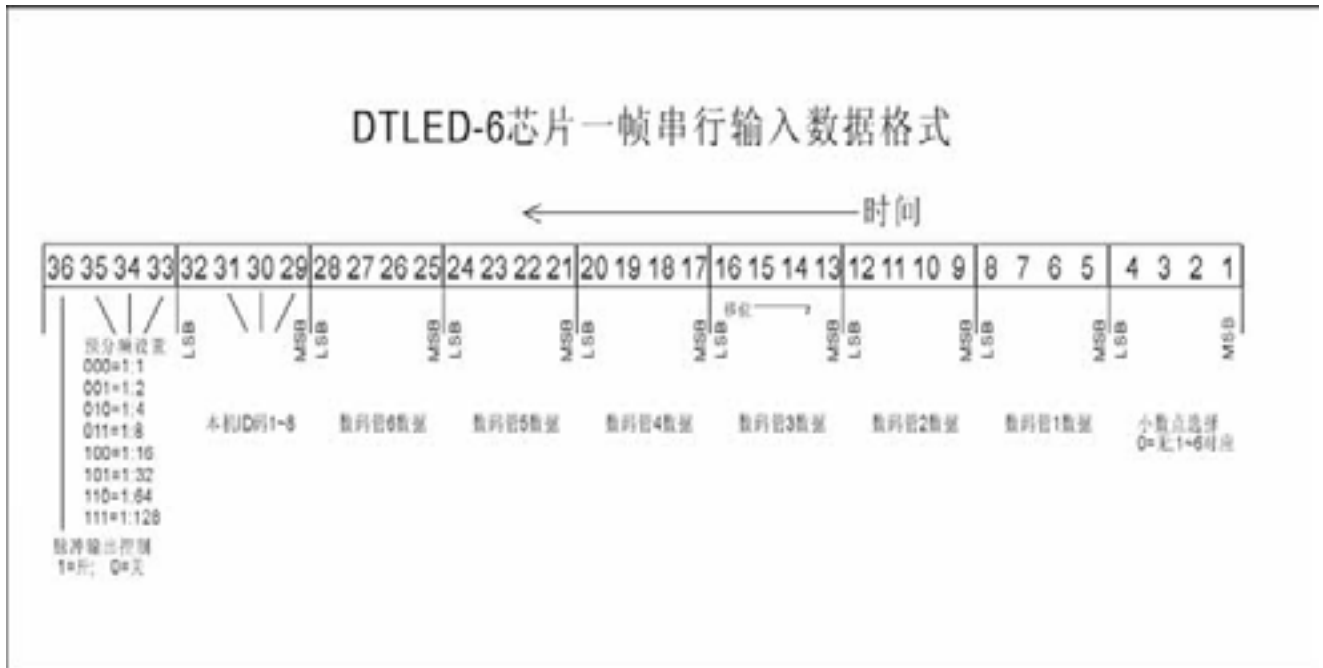 DTLED-6芯片一帧串行输入数据格式
时间
36 35 34 33 32 31 30 29 28 27 26 25 24 23 22 21 20 19 18 17 16 15 14 13 12 11 10 9 8 7 6 5 4 3 2 1
移位
LSB MSB LSB MSB LSB MSB LSB MSB LSB MSB LSB MSB LSB MSB LSB MSB
预分频设置
000=1:1
001=1:2
010=1:4
011=1:8
100=1:16
101=1:32
110=1:64
111=1:128
本机ID码1~8
数码管6数据
数码管5数据
数码管4数据
数码管3数据
数码管2数据
数码管1数据
小数点选择
0=无;1~6对应
脉冲输出控制
1=开; 0=关